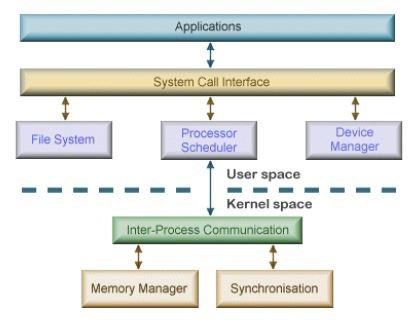 Applications
System Call Interface
File System
Processor
Scheduler
Device
Manager
User space
Kernel space
Inter-Process Communication
Memory Manager
Synchronisation